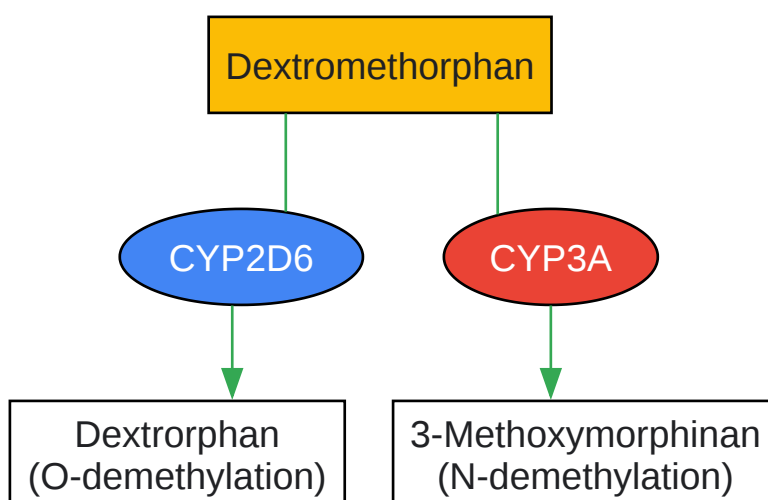 Dextromethorphan
CYP2D6
CYP3A
Dextrorphan
(O-demethylation)
3-Methoxymorphinan
(N-demethylation)